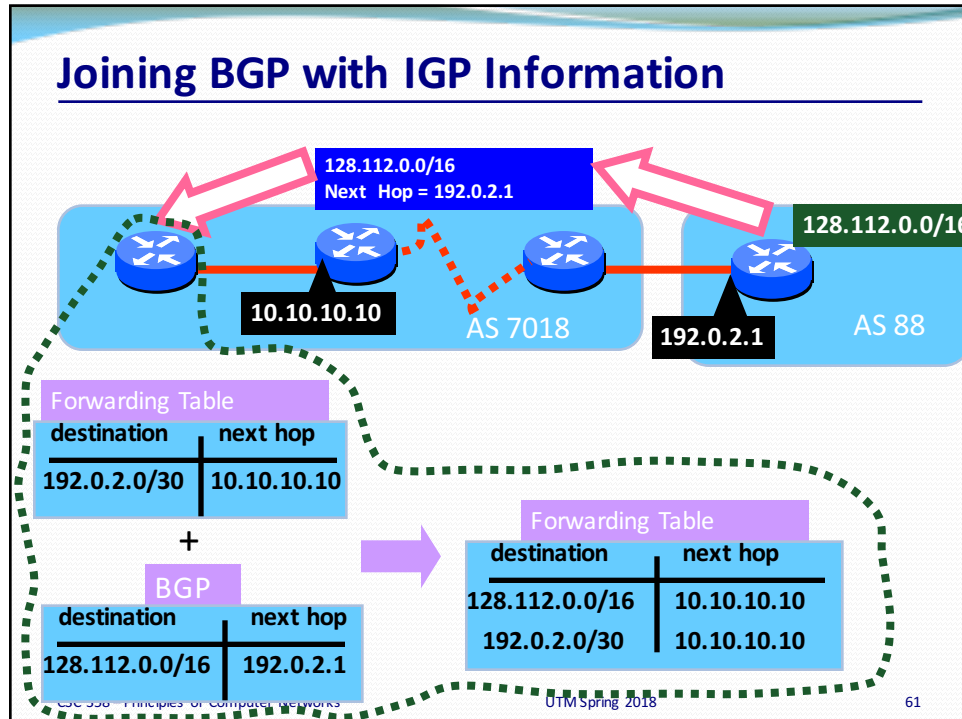 Joining BGP with IGP Information
128.112.0.0/16
Next Hop = 192.0.2.1
128.112.0.0/16
10.10.10.10
AS 7018
192.0.2.1
AS 88
Forwarding Table
destination next hop
192.0.2.0/30 10.10.10.10
+
BGP
destination next hop
128.112.0.0/16 192.0.2.1
Forwarding Table
destination next hop
128.112.0.0/16 10.10.10.10
192.0.2.0/30 10.10.10.10
Principles of Computer Networks UTM Spring 2018 61